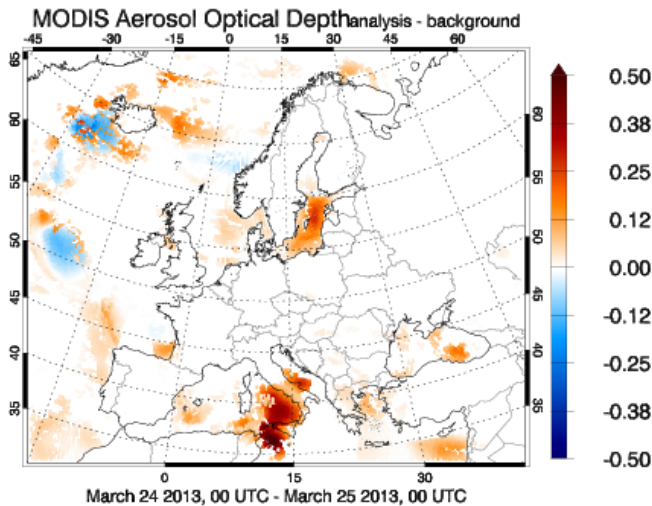 MODIS Aerosol Optical Depth analysis - background
-45 -30 -15 0 15 30 45 60
65 60 55 50 45 40 35
60 55 50 45 40 35
0 15 30
March 24 2013, 00 UTC - March 25 2013, 00 UTC
0.50
0.38
0.25
0.12
0.00
-0.12
-0.25
-0.38
-0.50